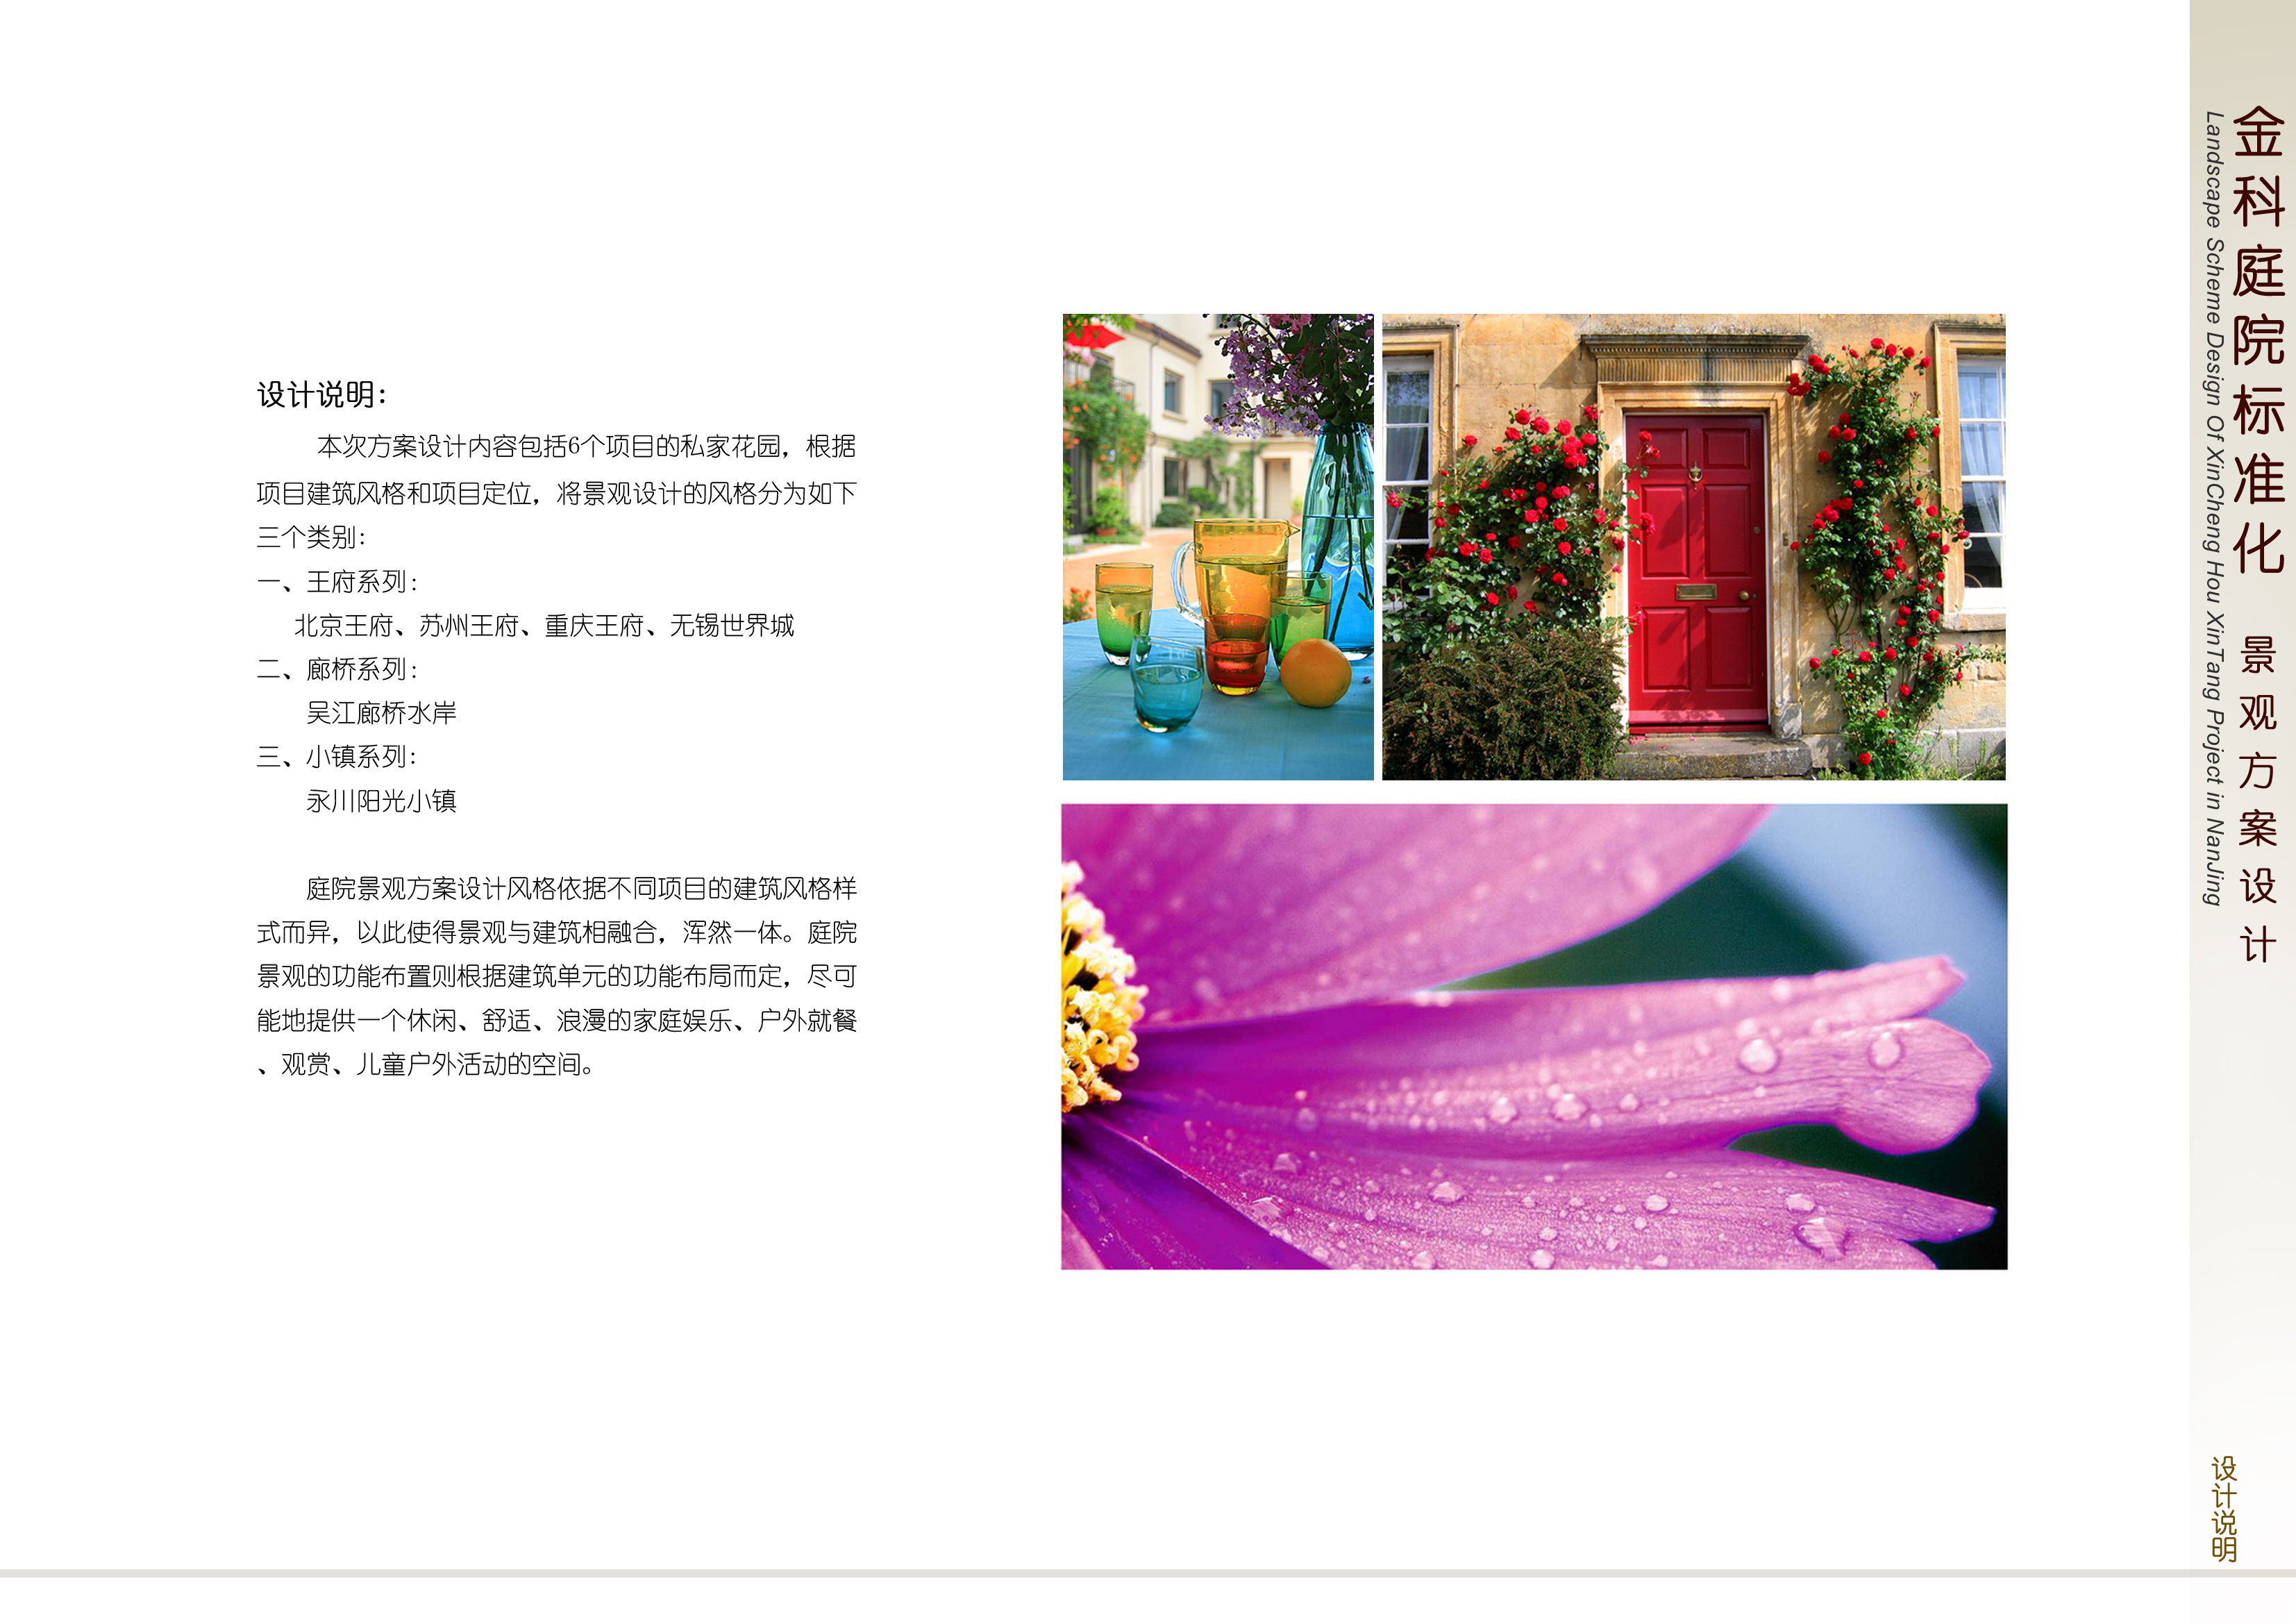 设计说明：
本次方案设计内容包括6个项目的私家花园，根据
项目建筑风格和项目定位，将景观设计的风格分为如下
三个类别：
一、王府系列：
北京王府、苏州王府、重庆王府、无锡世界城
二、廊桥系列：
吴江廊桥水岸
三、小镇系列：
永川阳光小镇
庭院景观方案设计风格依据不同项目的建筑风格样
式而异，以此使得景观与建筑相融合，浑然一体。庭院
景观的功能布置则根据建筑单元的功能布局而定，尽可
能地提供一个休闲、舒适、浪漫的家庭娱乐、户外就餐
、观赏、儿童户外活动的空间。
金科庭院标准化 景观方案设计
Landscape Scheme Design Of XinCheng Hou XinTang Project in NanJing
设计说明